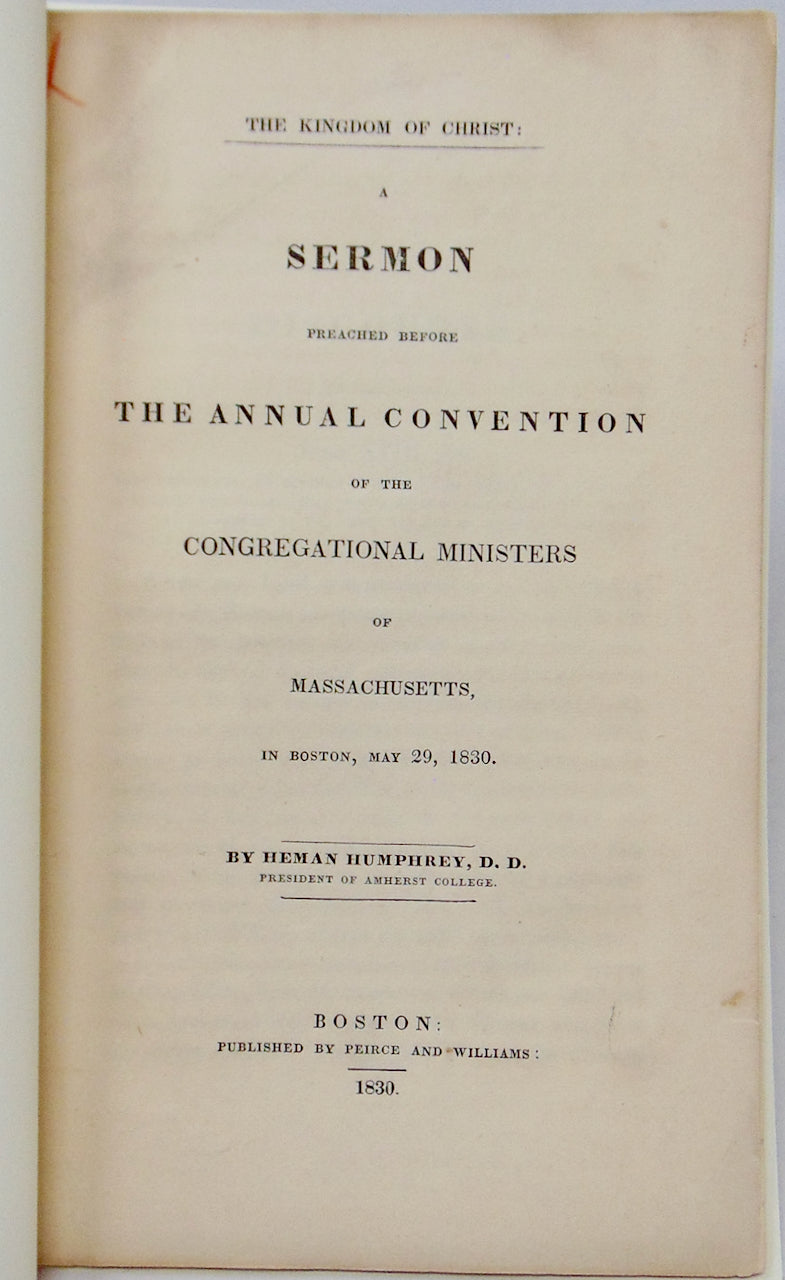 THE KINGDOM OF CHRIST:
A
SERMON
PREACHED BEFORE
THE ANNUAL CONVENTION
OF THE
CONGREGATIONAL MINISTERS
OF
MASSACHUSETTS,
IN BOSTON, MAY 29, 1830.
BY HEMAN HUMPHREY, D. D.
PRESIDENT OF AMHERST COLLEGE.
BOSTON:
PUBLISHED BY PEIRCE AND WILLIAMS:
1830.